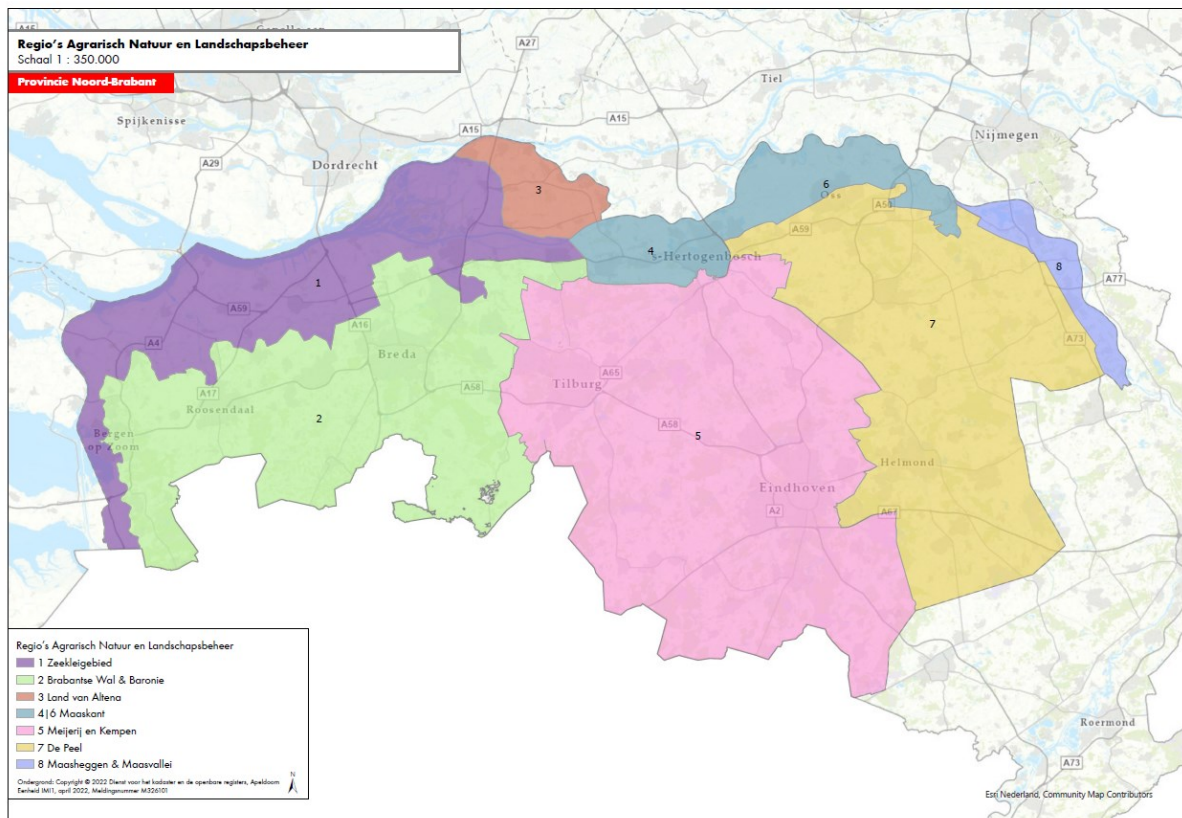 A15
A27
Regio's Agrarisch Natuur en Landschapsbeheer
Schaal 1 : 350.000
Provincie Noord-Brabant
Tiel
Spijkenisse
A15
A15
Nijmegen
A29
Dordrecht
6
3
Oss
A50
A59
4
's-Hertogenbosch
8
A77
1
A59
A16
7
A4
A73
Breda
A65
Tilburg
A17
A58
Roosendaal
2
A58
5
Bergen
op Zoom
Helmond
Eindhoven
A2
A67
Regio's Agrarisch Natuur en Landschapsbeheer
1 Zeekleigebied
2 Brabantse Wal & Baronie
3 Land van Altena
4|6 Maaskant
5 Meijerij en Kempen
7 De Peel
8 Maasheggen & Maasvallei
Ondergrond: Copyright © 2022 Dienst voor het kadaster en de openbare registers, Apeldoorn
Eenheid IMI1, april 2022, Meldingsnummer M326101
N
Roermond
A73
Esri Nederland, Community Map Contributors